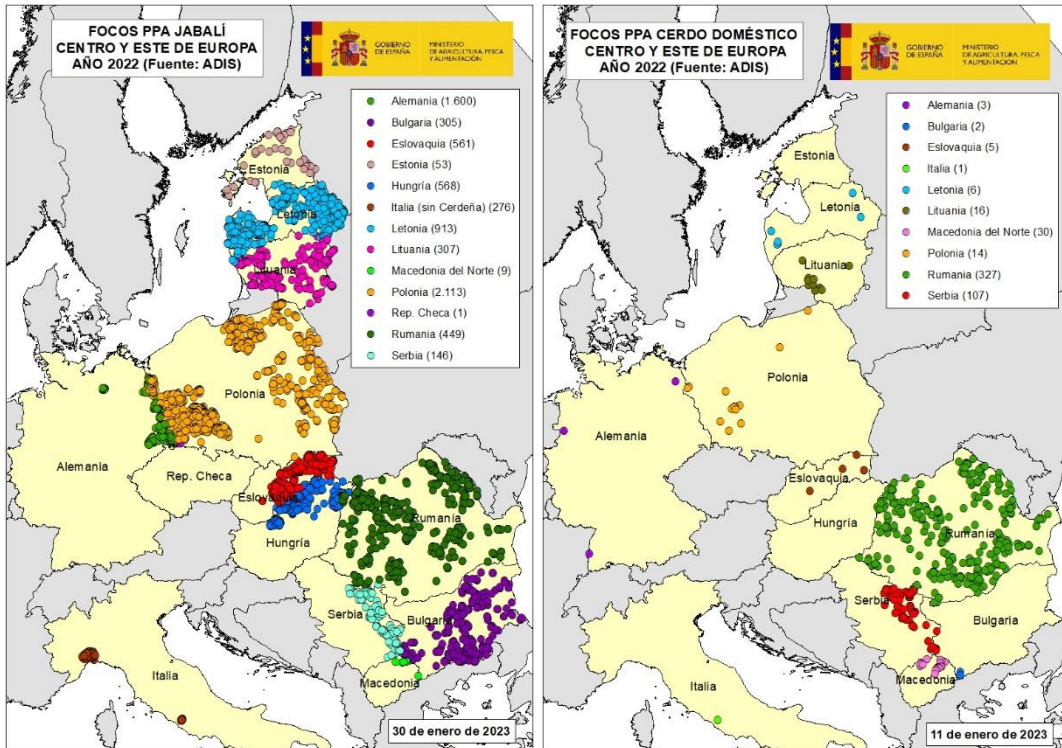 FOCOS PPA JABALÍ
CENTRO Y ESTE DE EUROPA
AÑO 2022 (Fuente: ADIS)
GOBIERNO
DE ESPAÑA
MINISTERIO
DE AGRICULTURA, PESCA
Y ALIMENTACIÓN
Alemania (1.600)
Bulgaria (305)
Eslovaquia (561)
Estonia (53)
Hungría (568)
Italia (sin Cerdeña) (276)
Letonia (913)
Lituania (307)
Macedonia del Norte (9)
Polonia (2.113)
Rep. Checa (1)
Rumania (449)
Serbia (146)
Estonia
Letonia
Lituania
Polonia
Alemania
Rep. Checa
Eslovaquia
Hungría
Rumanía
Serbia
Bulgaria
Macedonia
Italia
30 de enero de 2023
FOCOS PPA CERDO DOMÉSTICO
CENTRO Y ESTE DE EUROPA
AÑO 2022 (Fuente: ADIS)
GOBIERNO
DE ESPAÑA
MINISTERIO
DE AGRICULTURA, PESCA
Y ALIMENTACIÓN
Alemania (3)
Bulgaria (2)
Eslovaquia (5)
Italia (1)
Letonia (6)
Lituania (16)
Macedonia del Norte (30)
Polonia (14)
Rumania (327)
Serbia (107)
Estonia
Letonia
Lituania
Polonia
Alemania
Eslovaquia
Hungría
Rumanía
Serbia
Bulgaria
Macedonia
Italia
11 de enero de 2023